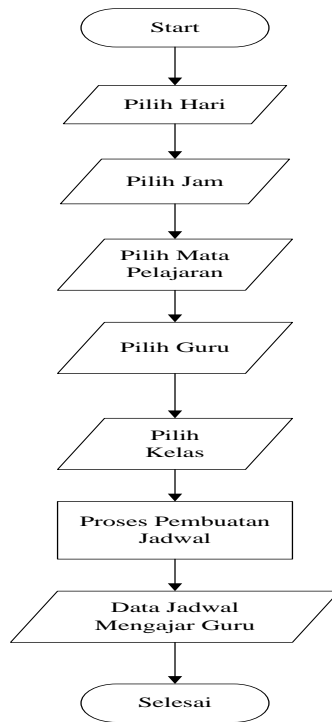 Start
Pilih Hari
Pilih Jam
Pilih Mata
Pelajaran
Pilih Guru
Pilih
Kelas
Proses Pembuatan
Jadwal
Data Jadwal
Mengajar Guru
Selesai